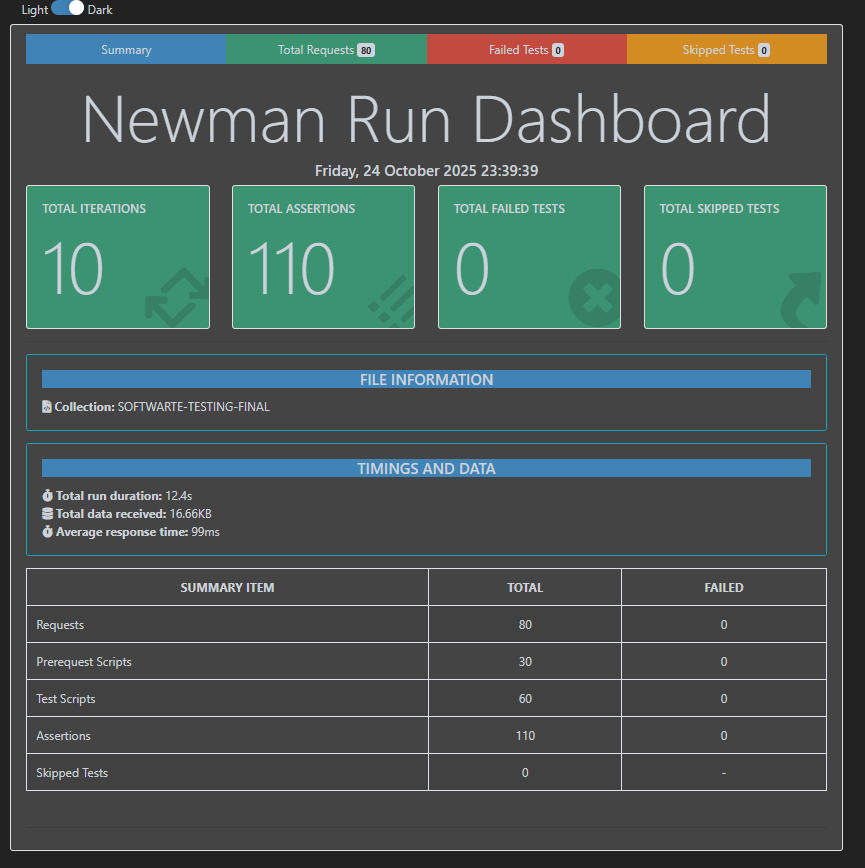 Light Dark
Summary Total Requests 80 Failed Tests 0 Skipped Tests 0
Newman Run Dashboard
Friday, 24 October 2025 23:39:39
TOTAL ITERATIONS TOTAL ASSERTIONS TOTAL FAILED TESTS TOTAL SKIPPED TESTS
10 110 0 0
FILE INFORMATION
Collection: SOFTWARTE-TESTING-FINAL
TIMINGS AND DATA
Total run duration: 12.4s
Total data received: 16.66KB
Average response time: 99ms
SUMMARY ITEM TOTAL FAILED
Requests 80 0
Prerequest Scripts 30 0
Test Scripts 60 0
Assertions 110 0
Skipped Tests 0 -